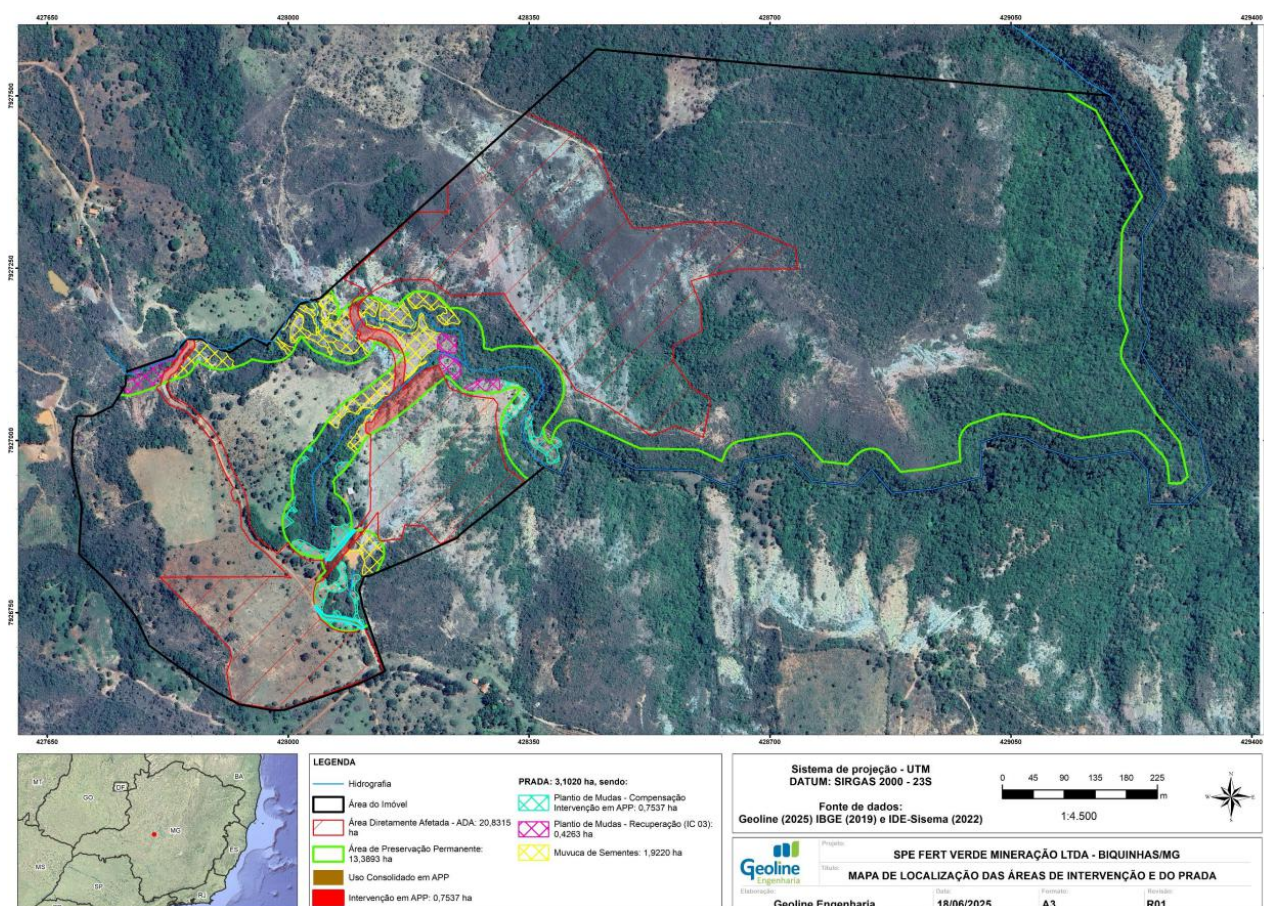 427650 428000 428350 428700 429050 429400
7927500
7927250
7927000
7926750
427650 428000 428350 428700 429050 429400
MT
GO
DF
BA
MG
ES
MS
SP
RJ
LEGENDA
Hidrografia
Área do Imóvel
Área Diretamente Afetada - ADA: 20,8315
ha
Área de Preservação Permanente:
13,3893 ha
Uso Consolidado em APP
Intervenção em APP: 0,7537 ha
PRADA: 3,1020 ha, sendo:
Plantio de Mudas - Compensação
Intervenção em APP: 0,7537 ha
Plantio de Mudas - Recuperação (IC 03):
0,4263 ha
Muvuca de Sementes: 1,9220 ha
Sistema de projeção - UTM
DATUM: SIRGAS 2000 - 23S
Fonte de dados:
Geoline (2025) IBGE (2019) e IDE-Sisema (2022)
0 45 90 135 180 225
m
1:4.500
N
Geoline
Engenharia
Projeto:
SPE FERT VERDE MINERAÇÃO LTDA - BIQUINHAS/MG
Título:
MAPA DE LOCALIZAÇÃO DAS ÁREAS DE INTERVENÇÃO E DO PRADA
Elaboração: Data: Formato: Revisão:
Geoline Engenharia 18/06/2025 A3 R01